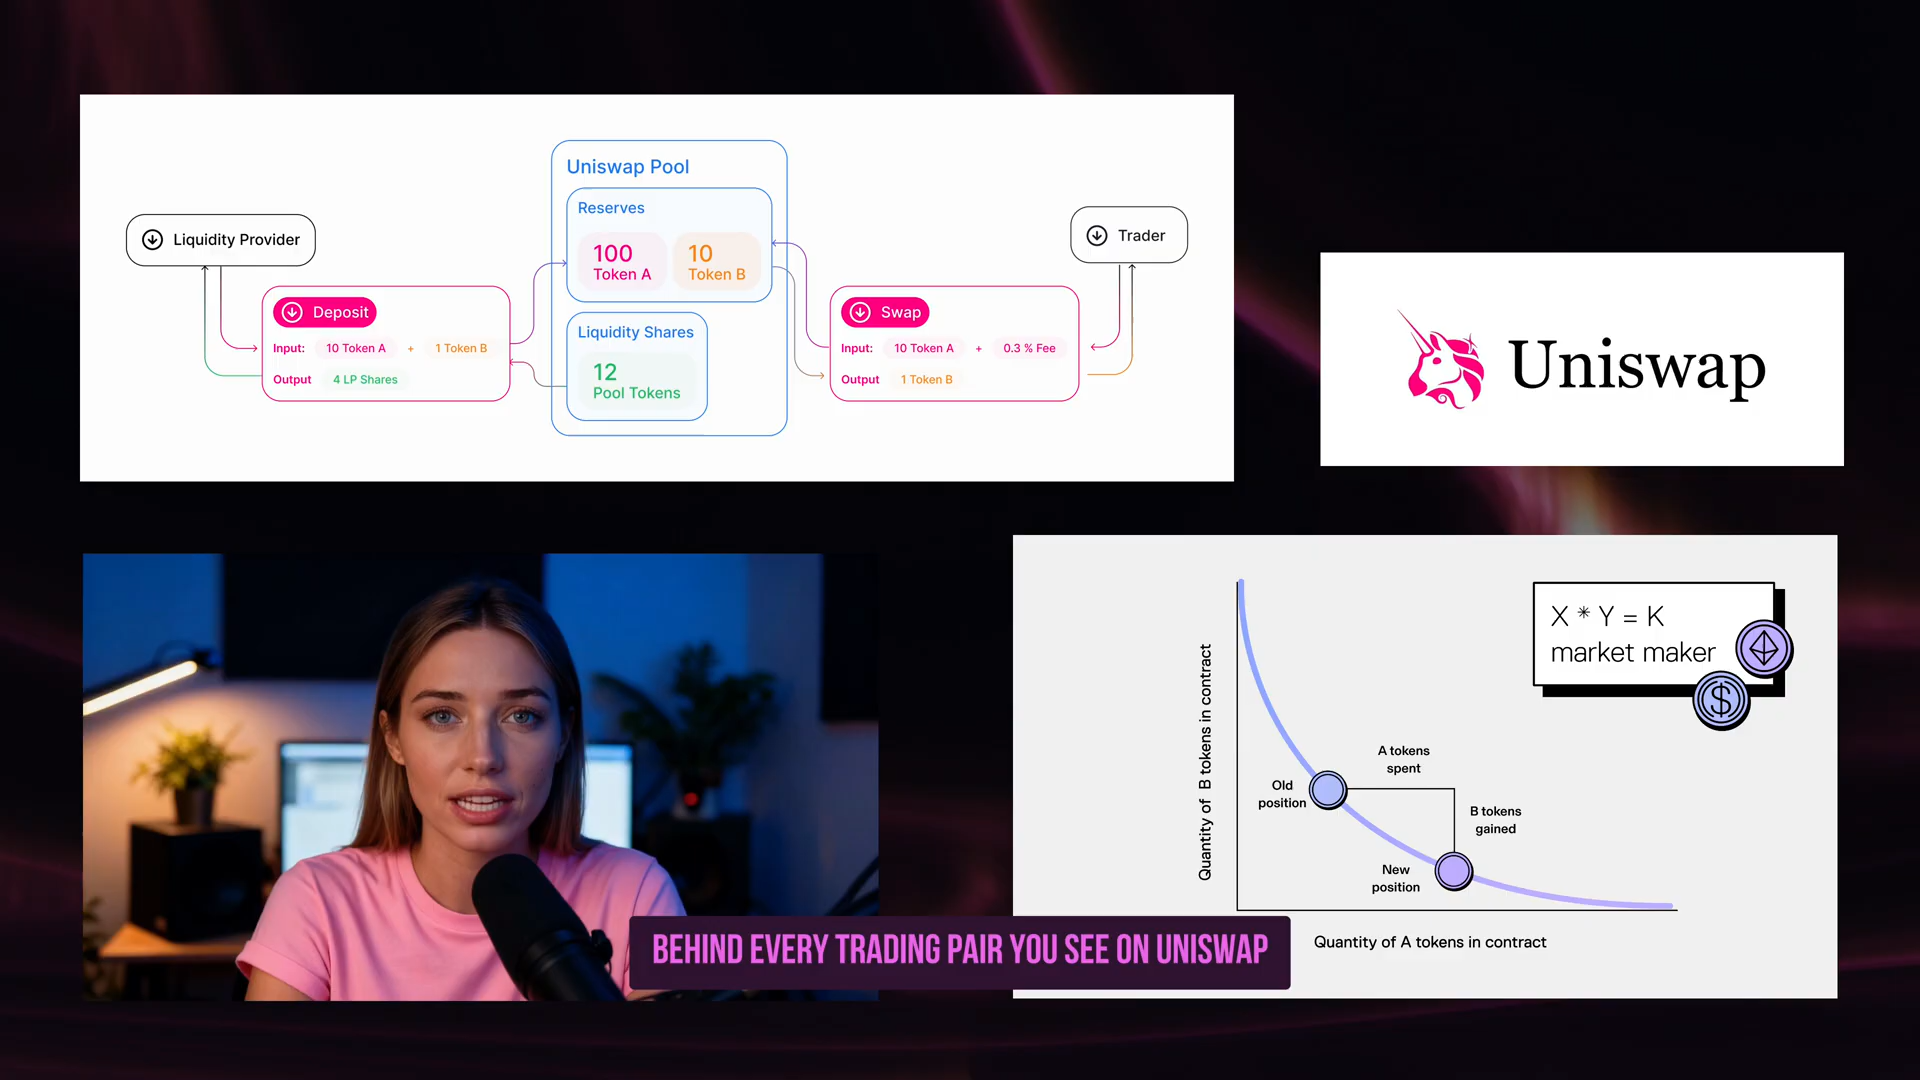 Uniswap Pool
Reserves
100
Token A
10
Token B
Liquidity Shares
12
Pool Tokens
Liquidity Provider
Deposit
Input: 10 Token A + 1 Token B
Output 4 LP Shares
Trader
Swap
Input: 10 Token A + 0.3 % Fee
Output 1 Token B
Uniswap
X * Y = K
market maker
Quantity of B tokens in contract
A tokens
spent
Old
position
B tokens
gained
New
position
Quantity of A tokens in contract
BEHIND EVERY TRADING PAIR YOU SEE ON UNISWAP